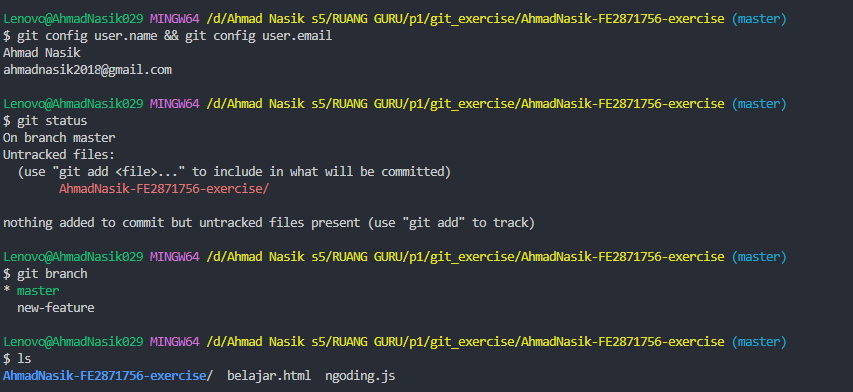 Lenovo@AhmadNasik029 MINGW64 /d/Ahmad Nasik s5/RUANG GURU/p1/git_exercise/AhmadNasik-FE2871756-exercise (master)
$ git config user.name && git config user.email
Ahmad Nasik
ahmadnasik2018@gmail.com
Lenovo@AhmadNasik029 MINGW64 /d/Ahmad Nasik s5/RUANG GURU/p1/git_exercise/AhmadNasik-FE2871756-exercise (master)
$ git status
On branch master
Untracked files:
  (use "git add <file>..." to include in what will be committed)
        AhmadNasik-FE2871756-exercise/
nothing added to commit but untracked files present (use "git add" to track)
Lenovo@AhmadNasik029 MINGW64 /d/Ahmad Nasik s5/RUANG GURU/p1/git_exercise/AhmadNasik-FE2871756-exercise (master)
$ git branch
* master
  new-feature
Lenovo@AhmadNasik029 MINGW64 /d/Ahmad Nasik s5/RUANG GURU/p1/git_exercise/AhmadNasik-FE2871756-exercise (master)
$ ls
AhmadNasik-FE2871756-exercise/  belajar.html  ngoding.js